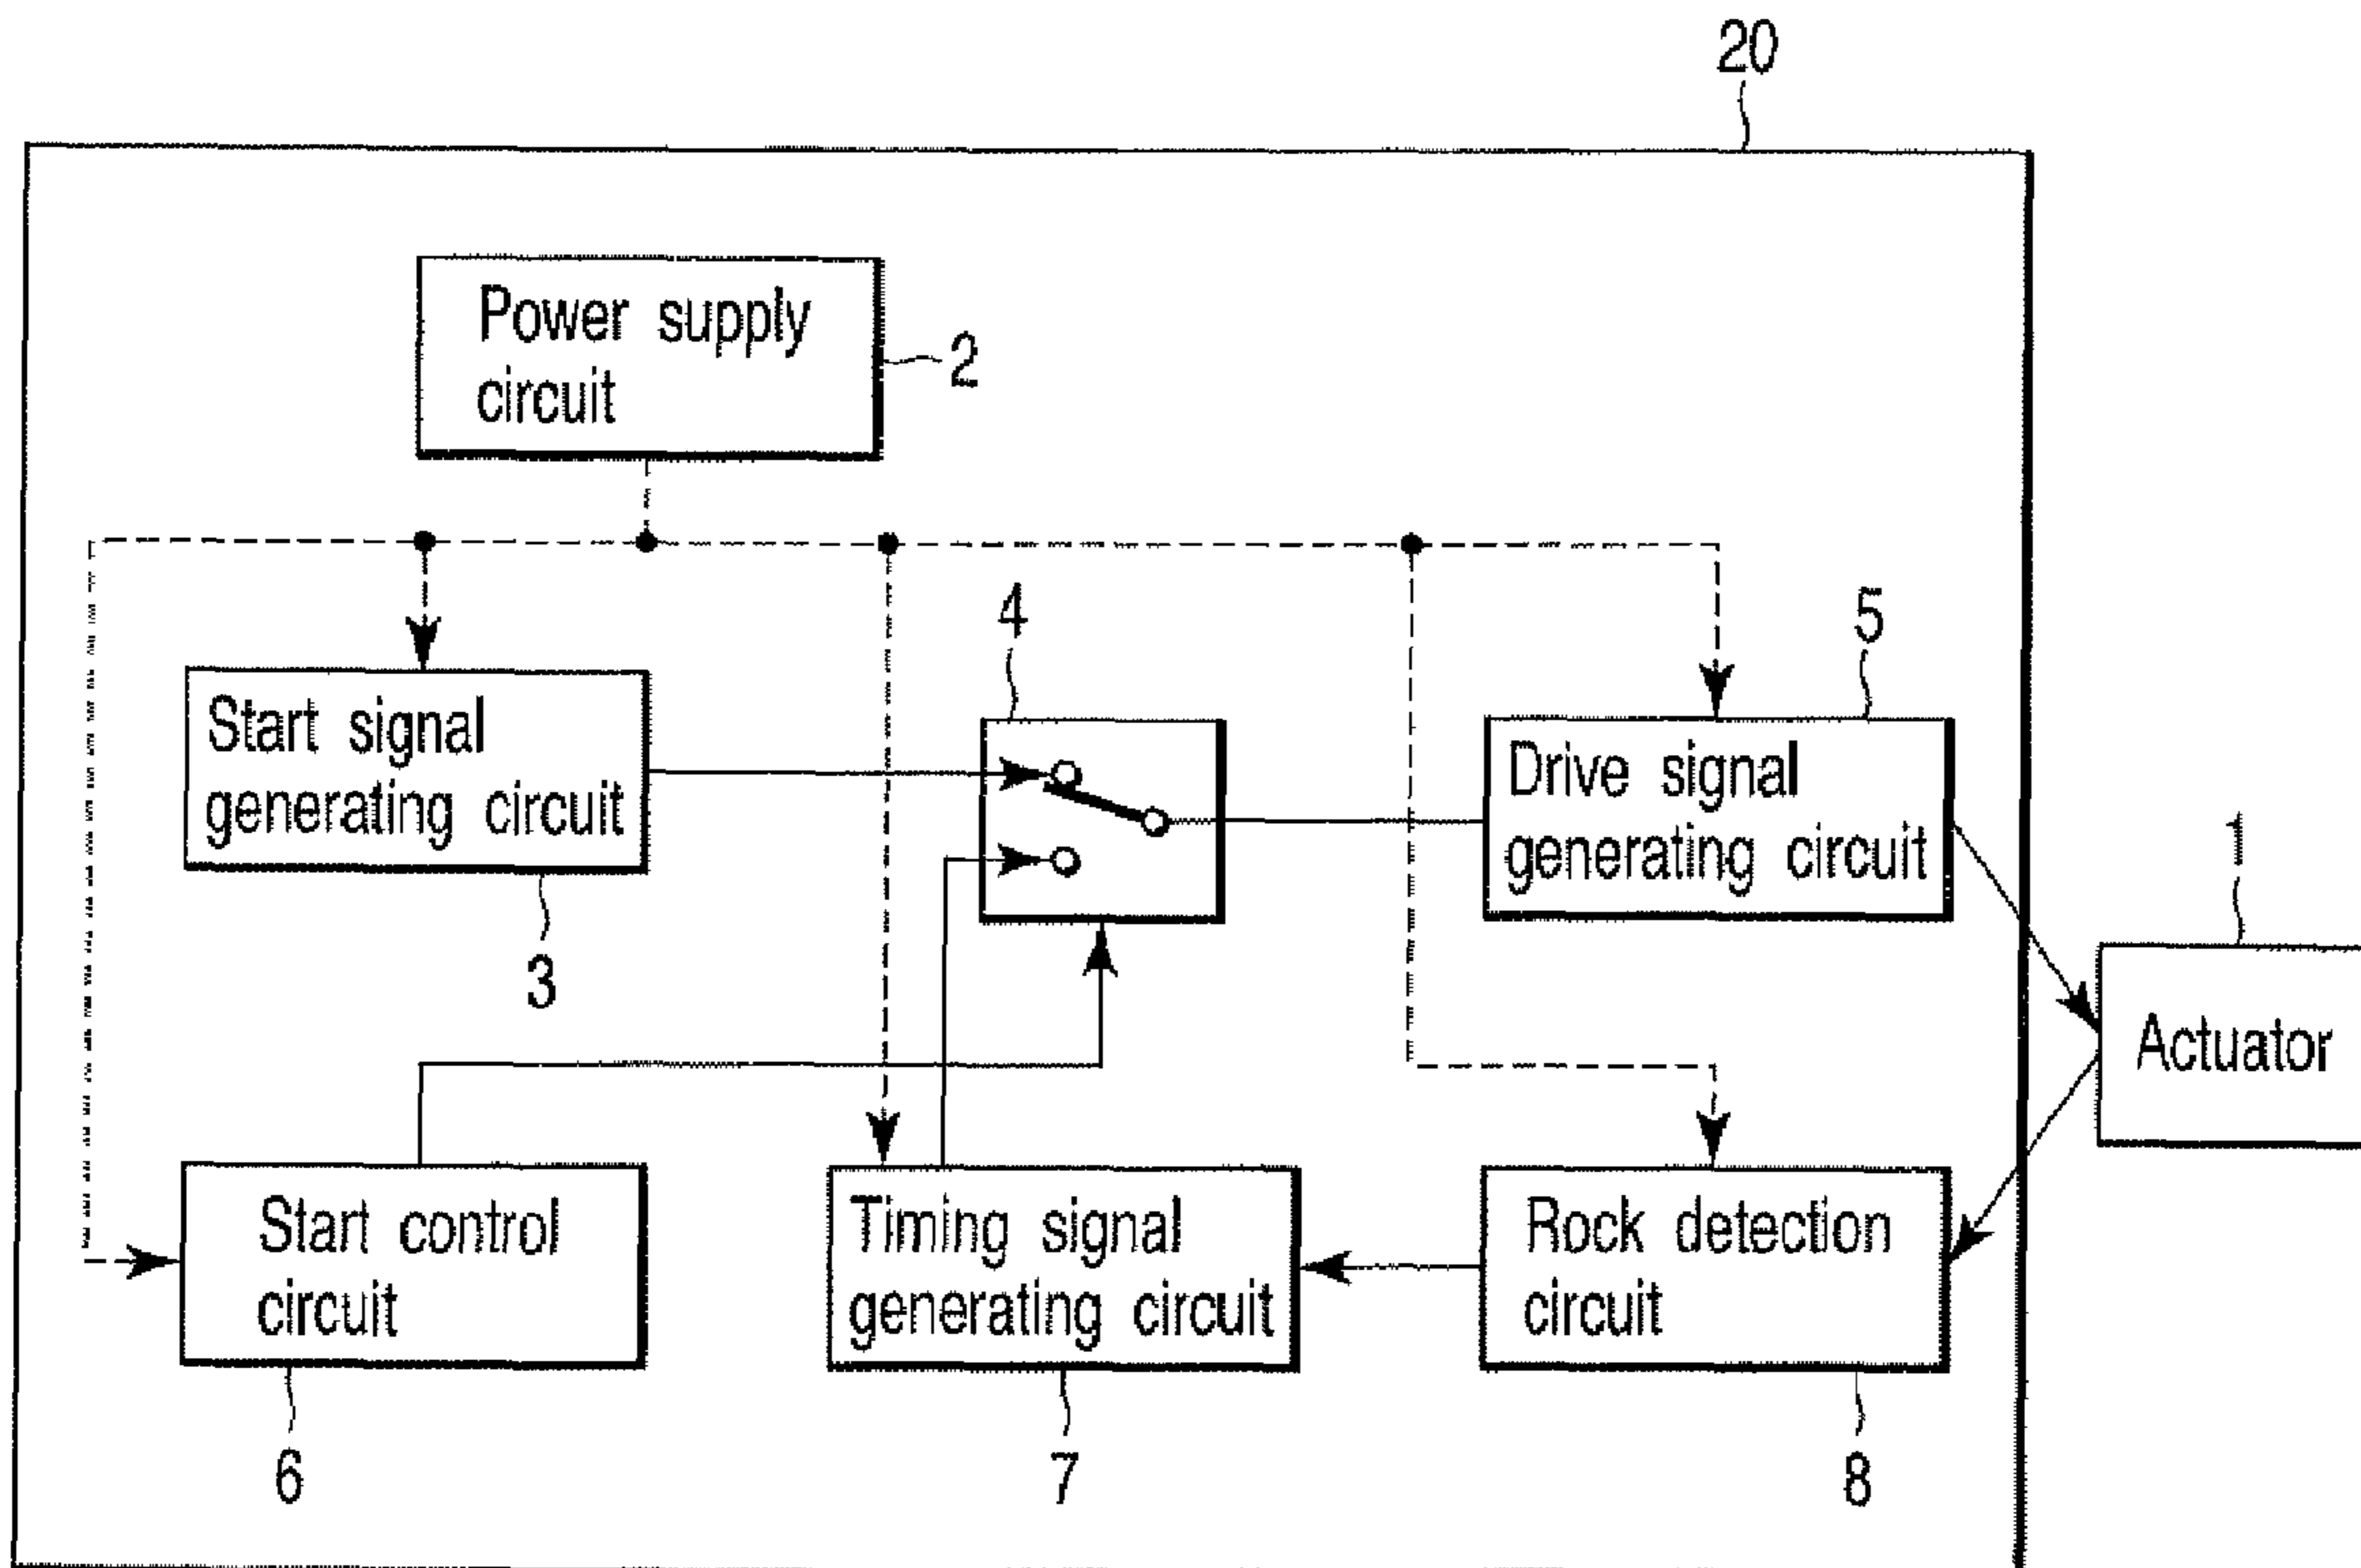 20
Power supply
circuit
2
4
5
Start signal
generating circuit
3
Drive signal
generating circuit
1
Actuator
Start control
circuit
6
Timing signal
generating circuit
7
Rock detection
circuit
8